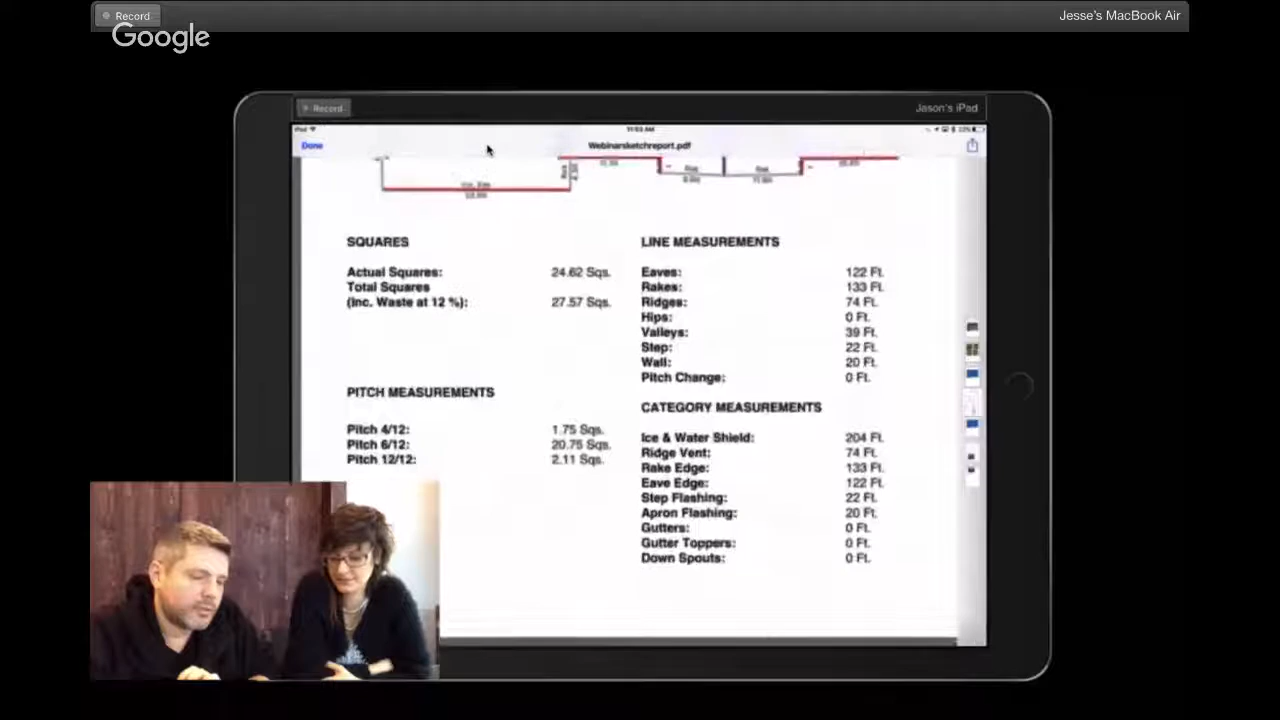 Record
Jesse's MacBook Air
Google
Record
Jason's iPad
iPad
11:53 AM
Done
Webinarsketchreport.pdf
SQUARES
Actual Squares: 24.62 Sqs.
Total Squares
(Inc. Waste at 12 %): 27.57 Sqs.
PITCH MEASUREMENTS
Pitch 4/12: 1.75 Sqs.
Pitch 6/12: 20.75 Sqs.
Pitch 12/12: 2.11 Sqs.
LINE MEASUREMENTS
Eaves: 122 Ft.
Rakes: 133 Ft.
Ridges: 74 Ft.
Hips: 0 Ft.
Valleys: 39 Ft.
Step: 22 Ft.
Wall: 20 Ft.
Pitch Change: 0 Ft.
CATEGORY MEASUREMENTS
Ice & Water Shield: 204 Ft.
Ridge Vent: 74 Ft.
Rake Edge: 133 Ft.
Eave Edge: 122 Ft.
Step Flashing: 22 Ft.
Apron Flashing: 20 Ft.
Gutters: 0 Ft.
Gutter Toppers: 0 Ft.
Down Spouts: 0 Ft.